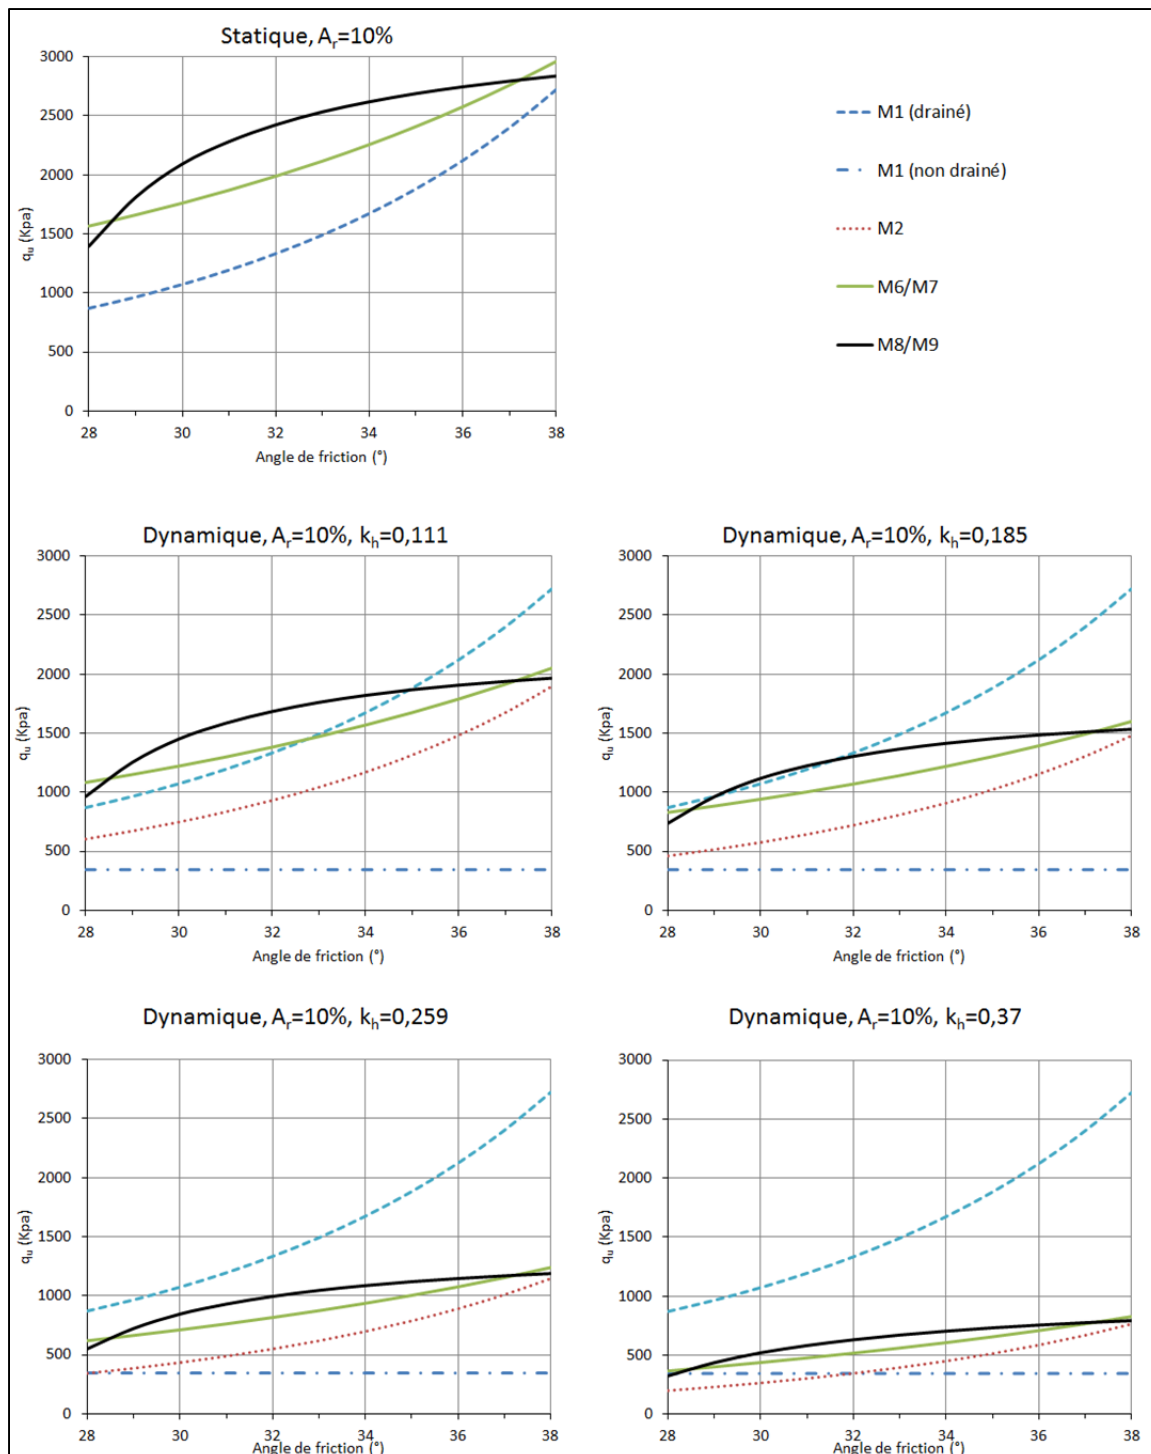 Statique, Aᵣ=10%
3000
2500
2000
1500
1000
500
0
qᵤ (Kpa)
28 30 32 34 36 38
Angle de friction (°)
M1 (drainé)
M1 (non drainé)
M2
M6/M7
M8/M9
Dynamique, Aᵣ=10%, kₕ=0,111
3000
2500
2000
1500
1000
500
0
qᵤ (Kpa)
28 30 32 34 36 38
Angle de friction (°)
Dynamique, Aᵣ=10%, kₕ=0,185
3000
2500
2000
1500
1000
500
0
qᵤ (Kpa)
28 30 32 34 36 38
Angle de friction (°)
Dynamique, Aᵣ=10%, kₕ=0,259
3000
2500
2000
1500
1000
500
0
qᵤ (Kpa)
28 30 32 34 36 38
Angle de friction (°)
Dynamique, Aᵣ=10%, kₕ=0,37
3000
2500
2000
1500
1000
500
0
qᵤ (Kpa)
28 30 32 34 36 38
Angle de friction (°)